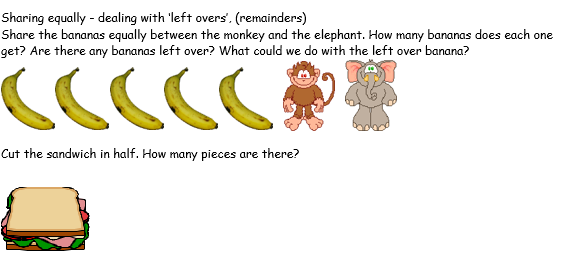 Sharing equally - dealing with 'left overs', (remainders)
Share the bananas equally between the monkey and the elephant. How many bananas does each one
get? Are there any bananas left over? What could we do with the left over banana?
Cut the sandwich in half. How many pieces are there?